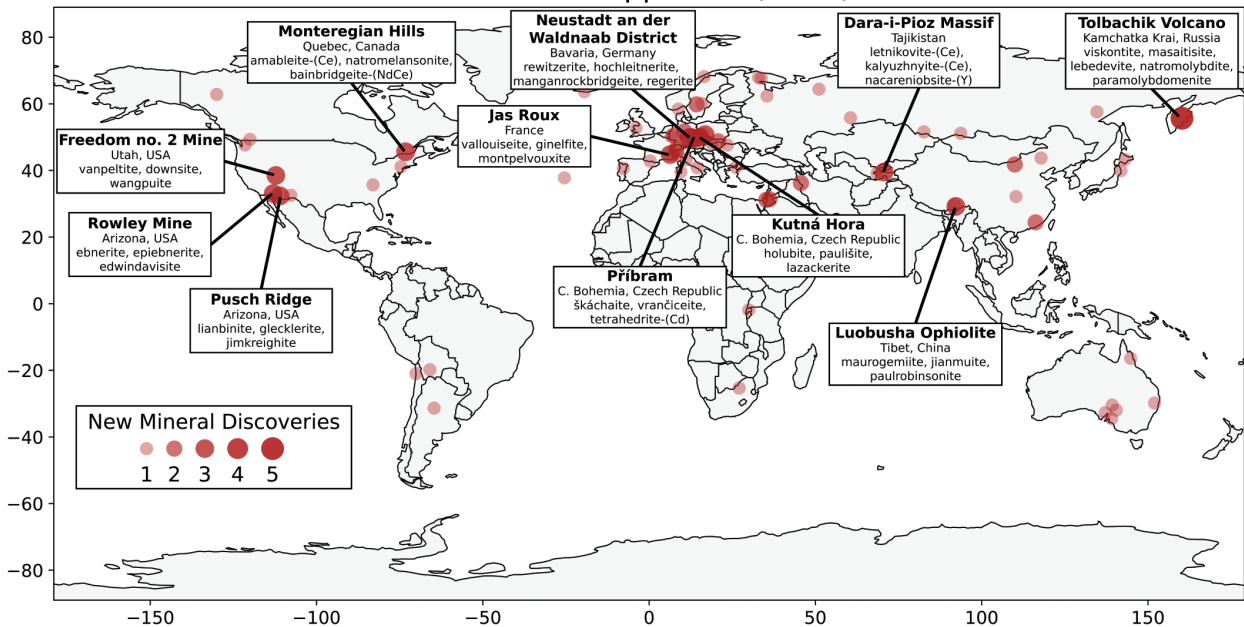 Monteregian Hills
Quebec, Canada
amableite-(Ce), natromelansonite,
bainbridgeite-(NdCe)
Neustadt an der
Waldnaab District
Bavaria, Germany
rewitzerite, hochleitnerite,
manganrockbridgeite, regerite
Dara-i-Pioz Massif
Tajikistan
letnikovite-(Ce),
kalyuzhnyite-(Ce),
nacareniobsite-(Y)
Tolbachik Volcano
Kamchatka Krai, Russia
viskontite, masaitisite,
lebedevite, natromolybdite,
paramolybdomenite
Freedom no. 2 Mine
Utah, USA
vanpeltite, downsite,
wangpuite
Jas Roux
France
vallouiseite, ginelfite,
montpelvouxite
Rowley Mine
Arizona, USA
ebnerite, epiebnerite,
edwindavisite
Kutná Hora
C. Bohemia, Czech Republic
holubite, paulišite,
lazackerite
Pusch Ridge
Arizona, USA
lianbinite, glecklerite,
jimkreighite
Příbram
C. Bohemia, Czech Republic
škáchaite, vrančiceite,
tetrahedrite-(Cd)
Luobusha Ophiolite
Tibet, China
maurogemiite, jianmuite,
paulrobinsonite
New Mineral Discoveries
1 2 3 4 5
80
60
40
20
0
−20
−40
−60
−80
−150 −100 −50 0 50 100 150